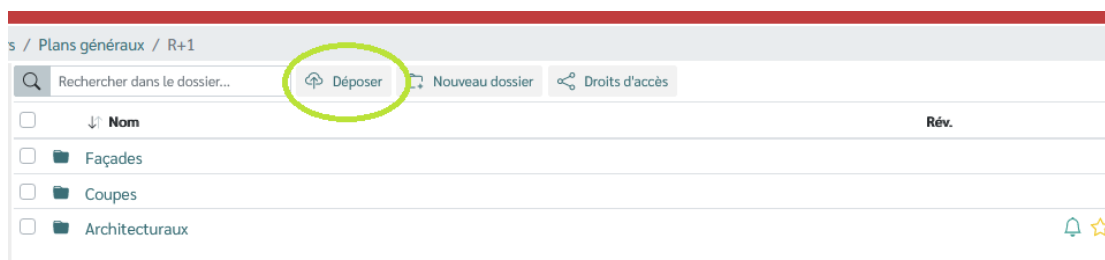 s / Plans généraux / R+1
Rechercher dans le dossier... Déposer Nouveau dossier Droits d'accès
Nom Rév.
Façades
Coupes
Architecturaux